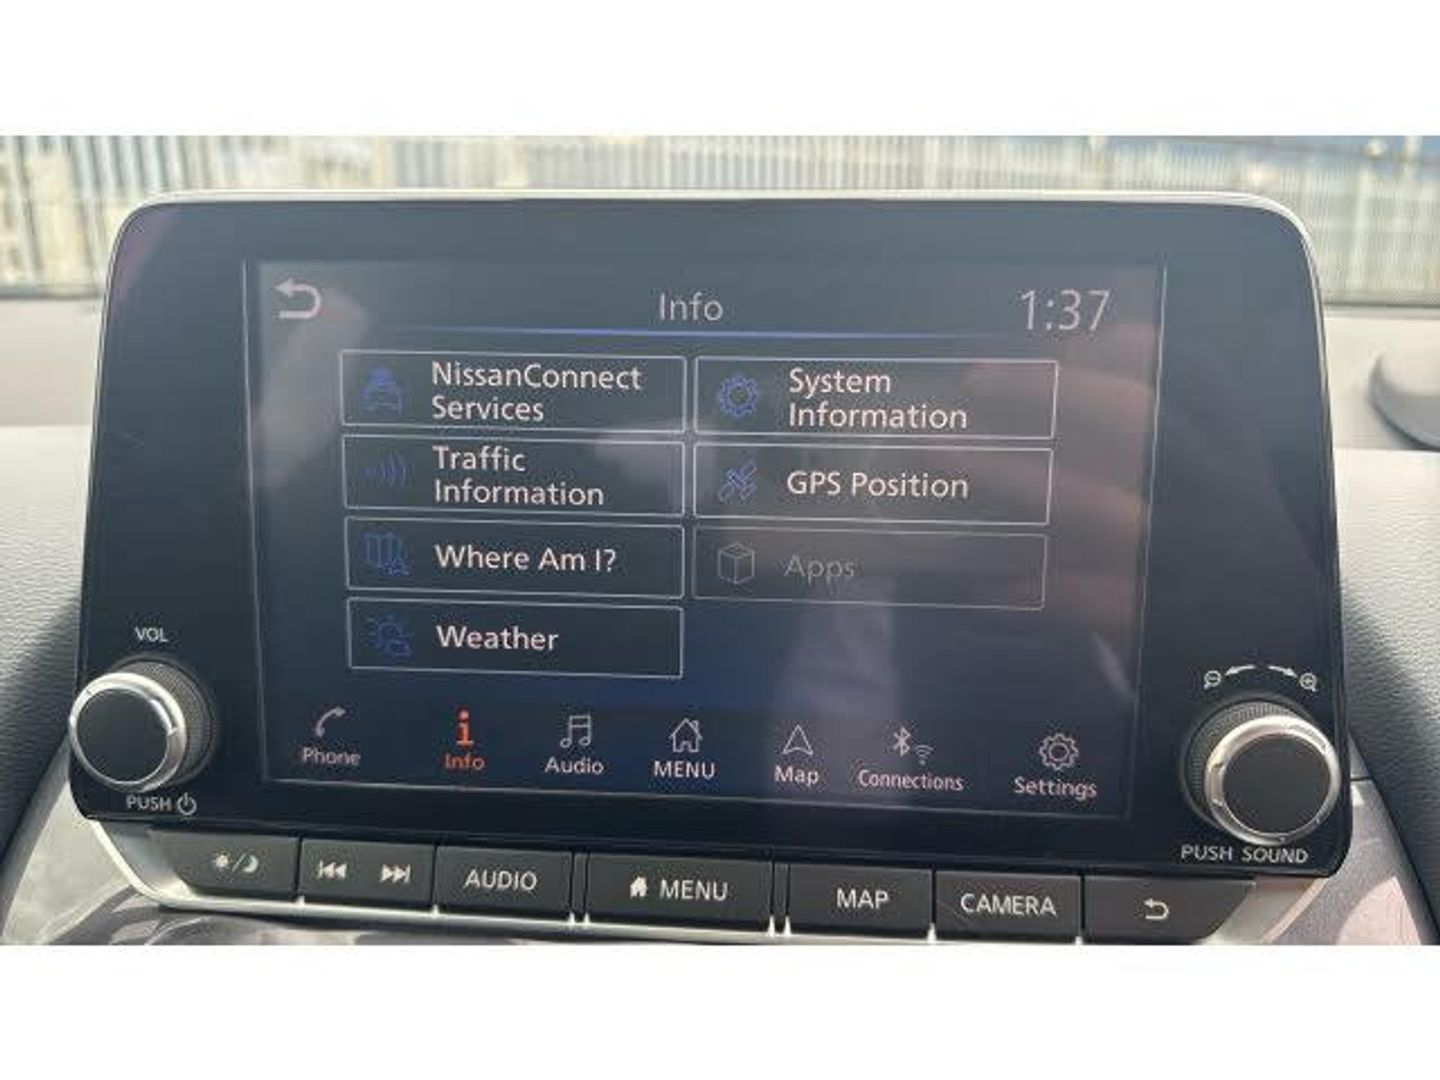 Info
1:37
NissanConnect
Services
System
Information
Traffic
Information
GPS Position
Where Am I?
Apps
Weather
Phone
Info
Audio
MENU
Map
Connections
Settings
VOL
PUSH
PUSH SOUND
AUDIO
MENU
MAP
CAMERA